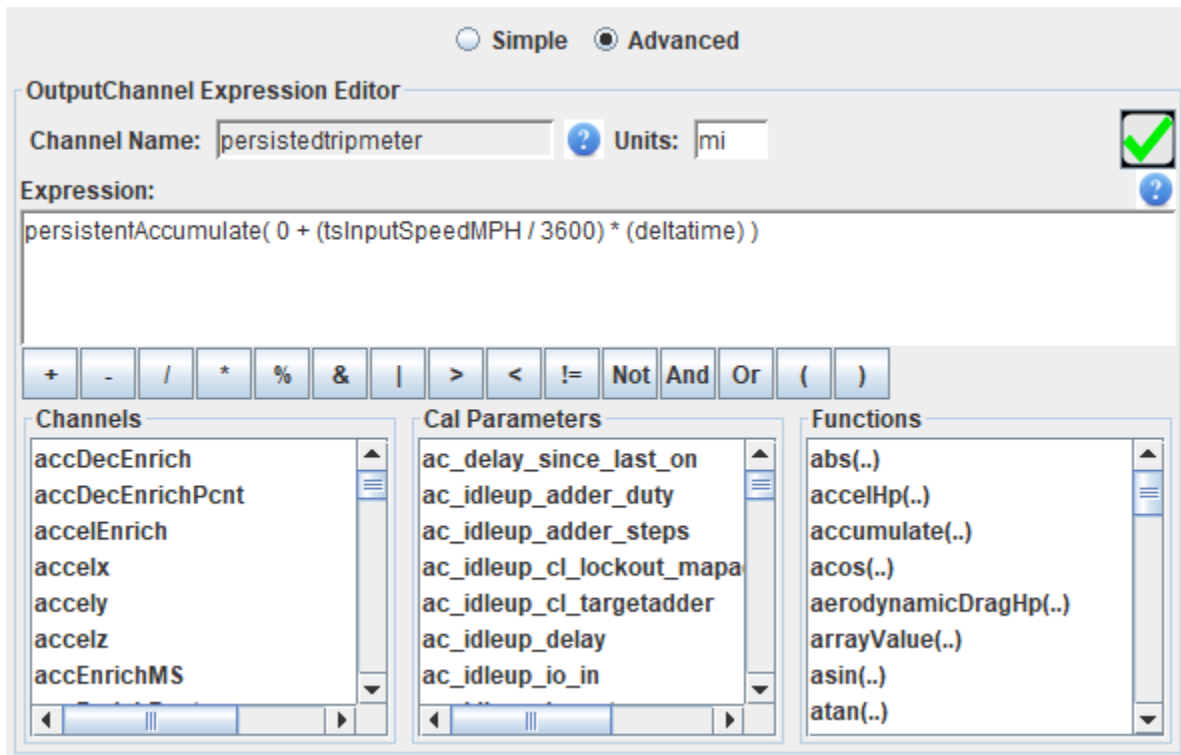 Simple Advanced
OutputChannel Expression Editor
Channel Name: persistedtripmeter ? Units: mi
Expression: ?
persistentAccumulate( 0 + (tsInputSpeedMPH / 3600) * (deltatime) )
+ - / * % & | > < != Not And Or ( )
Channels
accDecEnrich
accDecEnrichPcnt
accelEnrich
accelx
accely
accelz
accEnrichMS
Cal Parameters
ac_delay_since_last_on
ac_idleup_adder_duty
ac_idleup_adder_steps
ac_idleup_cl_lockout_mapa
ac_idleup_cl_targetadder
ac_idleup_delay
ac_idleup_io_in
Functions
abs(..)
accelHp(..)
accumulate(..)
acos(..)
aerodynamicDragHp(..)
arrayValue(..)
asin(..)
atan(..)